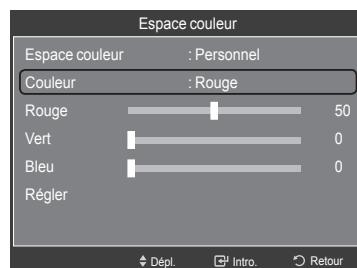 Espace couleur
Espace couleur : Personnel
Couleur : Rouge
Rouge 50
Vert 0
Bleu 0
Régler
Dépl. Intro. Retour